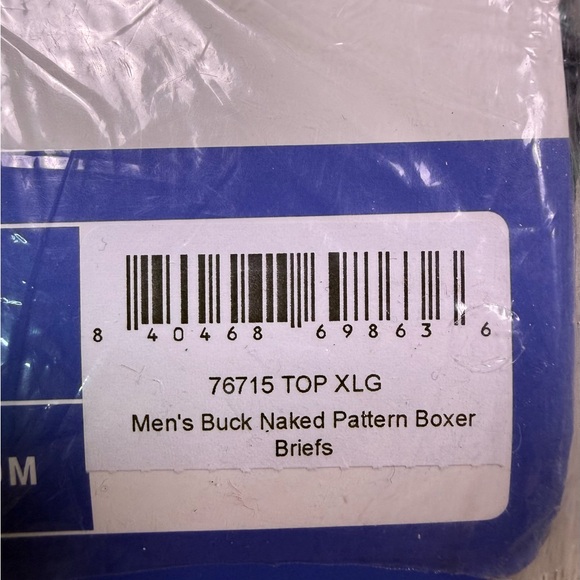 8 40468 69863 6
76715 TOP XLG
Men's Buck Naked Pattern Boxer
Briefs